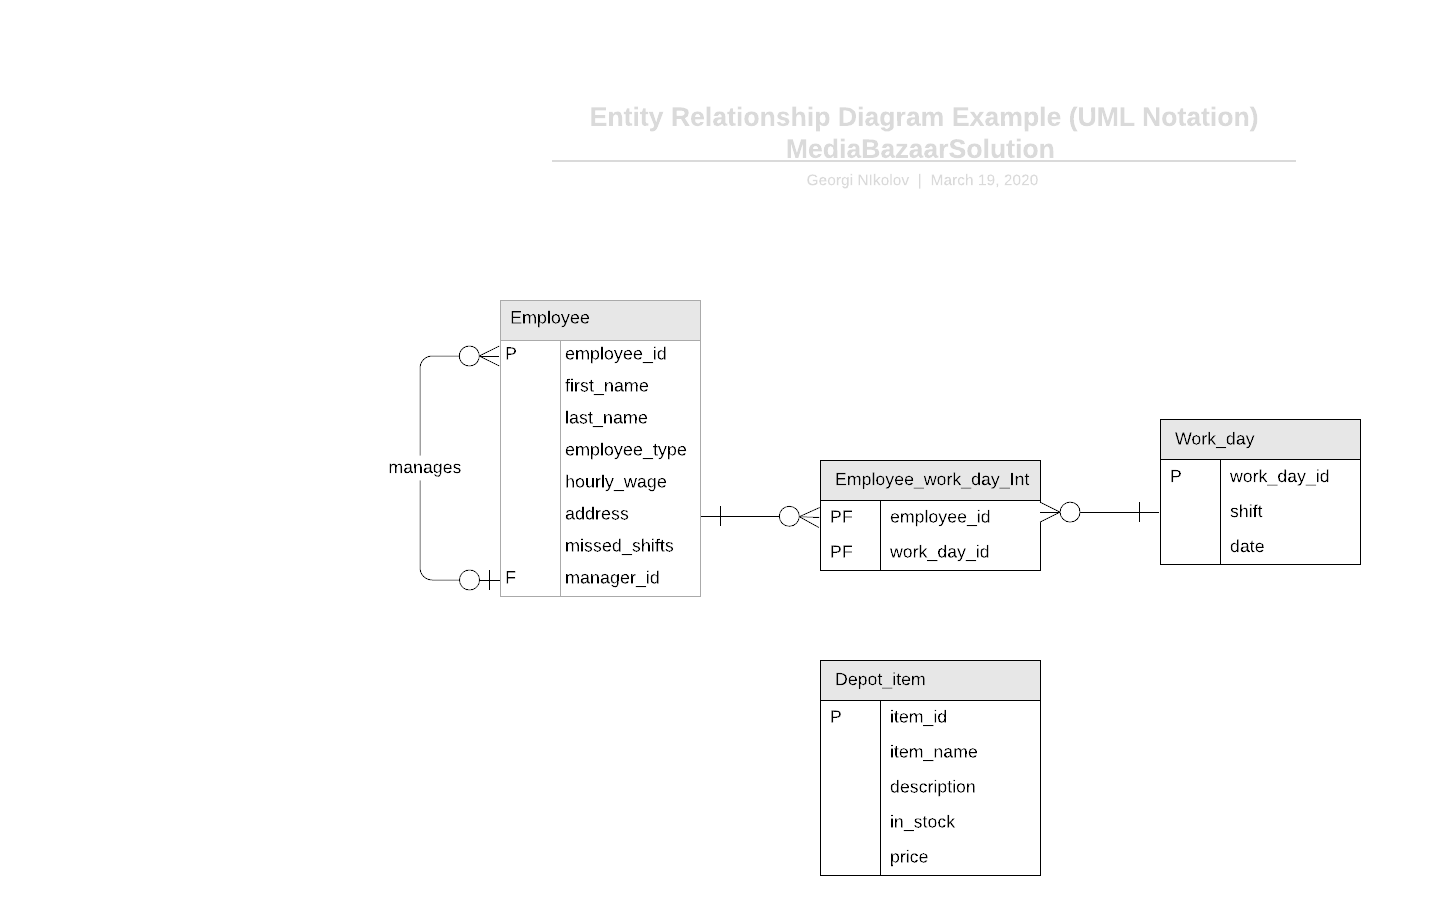 Entity Relationship Diagram Example (UML Notation)
MediaBazaarSolution
Georgi NIkolov | March 19, 2020
Employee
P employee_id
first_name
last_name
employee_type
hourly_wage
address
missed_shifts
F manager_id
manages
Employee_work_day_Int
PF employee_id
PF work_day_id
Work_day
P work_day_id
shift
date
Depot_item
P item_id
item_name
description
in_stock
price